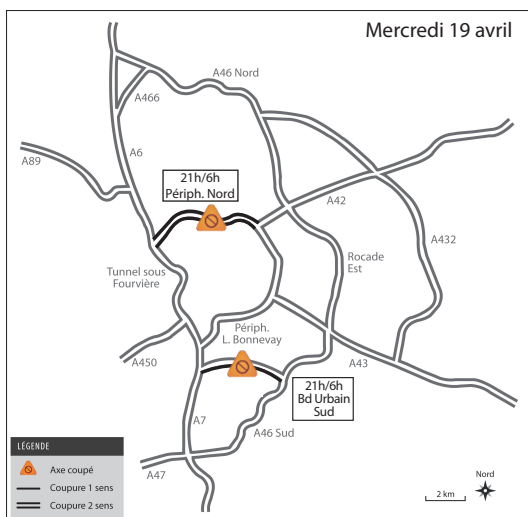 Mercredi 19 avril
A46 Nord
A466
A6
A89
21h/6h
Périph. Nord
A42
A432
Rocade
Est
Tunnel sous
Fourvière
Périph.
L. Bonnevay
A450
A43
21h/6h
Bd Urbain
Sud
A7
A46 Sud
A47
LÉGENDE
Axe coupé
Coupure 1 sens
Coupure 2 sens
2 km
Nord